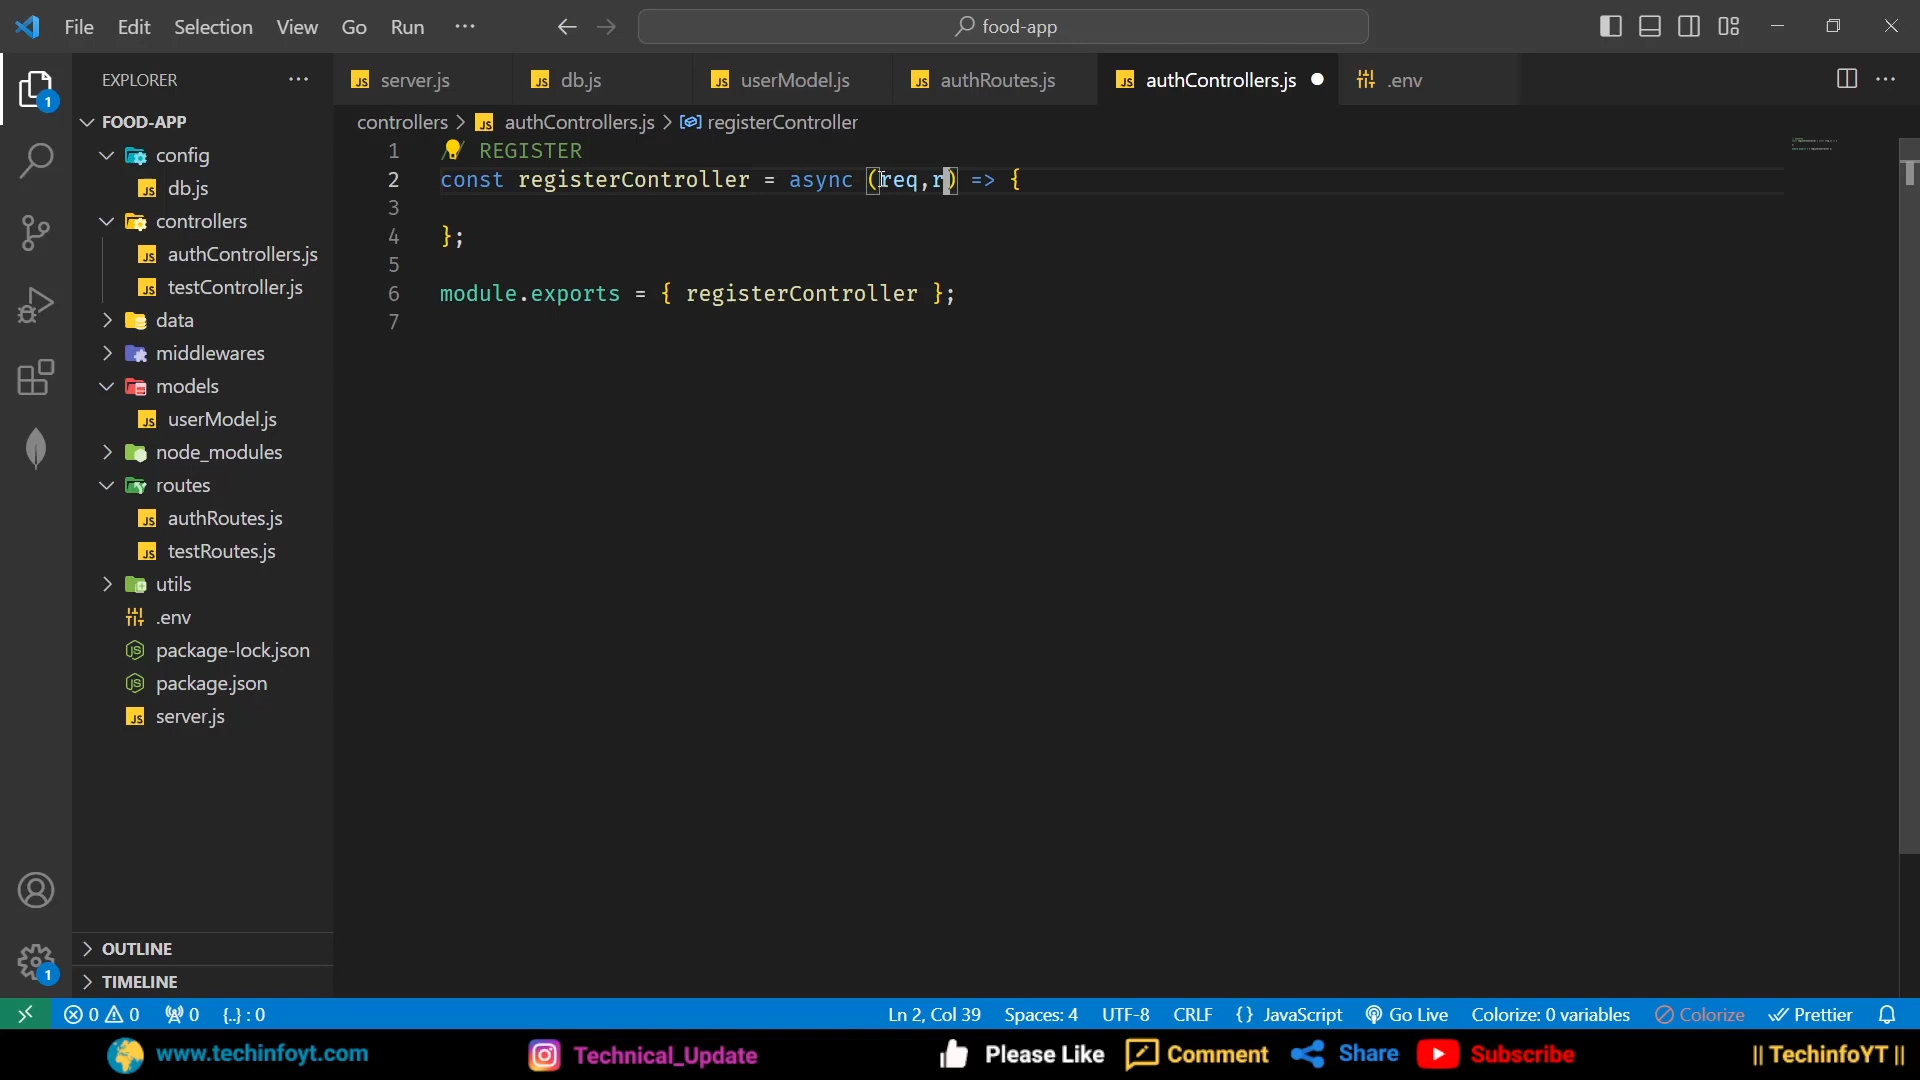 File Edit Selection View Go Run ··· food-app
EXPLORER ···
server.js db.js userModel.js authRoutes.js authControllers.js .env ···
FOOD-APP
config
db.js
controllers
authControllers.js
testController.js
data
middlewares
models
userModel.js
node_modules
routes
authRoutes.js
testRoutes.js
utils
.env
package-lock.json
package.json
server.js
OUTLINE
TIMELINE
controllers > authControllers.js > registerController
1 // REGISTER
2 const registerController = async (req,r) => {
3
4 };
5
6 module.exports = { registerController };
7
1
1
0 0 0 {..} : 0 Ln 2, Col 39 Spaces: 4 UTF-8 CRLF {} JavaScript Go Live Colorize: 0 variables Colorize Prettier
www.techinfoyt.com Technical_Update Please Like Comment Share Subscribe || TechinfoYT ||